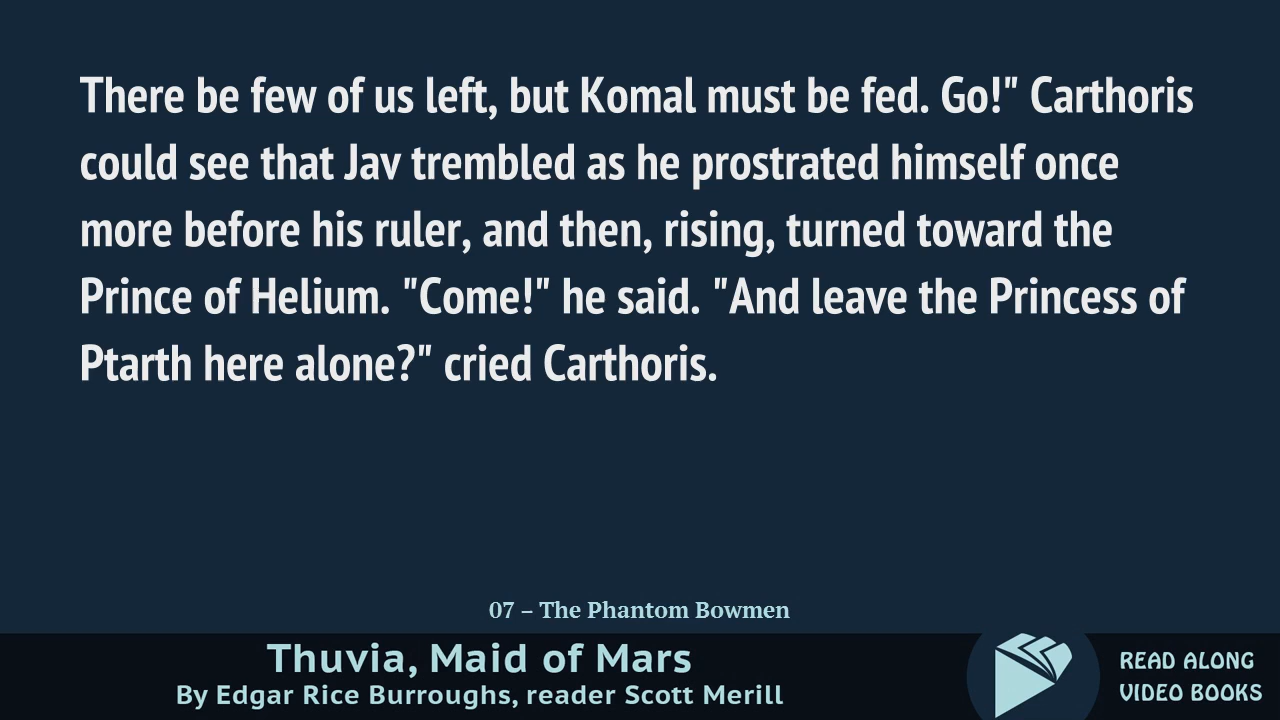 There be few of us left, but Komal must be fed. Go!" Carthoris
could see that Jav trembled as he prostrated himself once
more before his ruler, and then, rising, turned toward the
Prince of Helium. "Come!" he said. "And leave the Princess of
Ptarth here alone?" cried Carthoris.
07 – The Phantom Bowmen
Thuvia, Maid of Mars
By Edgar Rice Burroughs, reader Scott Merill
READ ALONG
VIDEO BOOKS